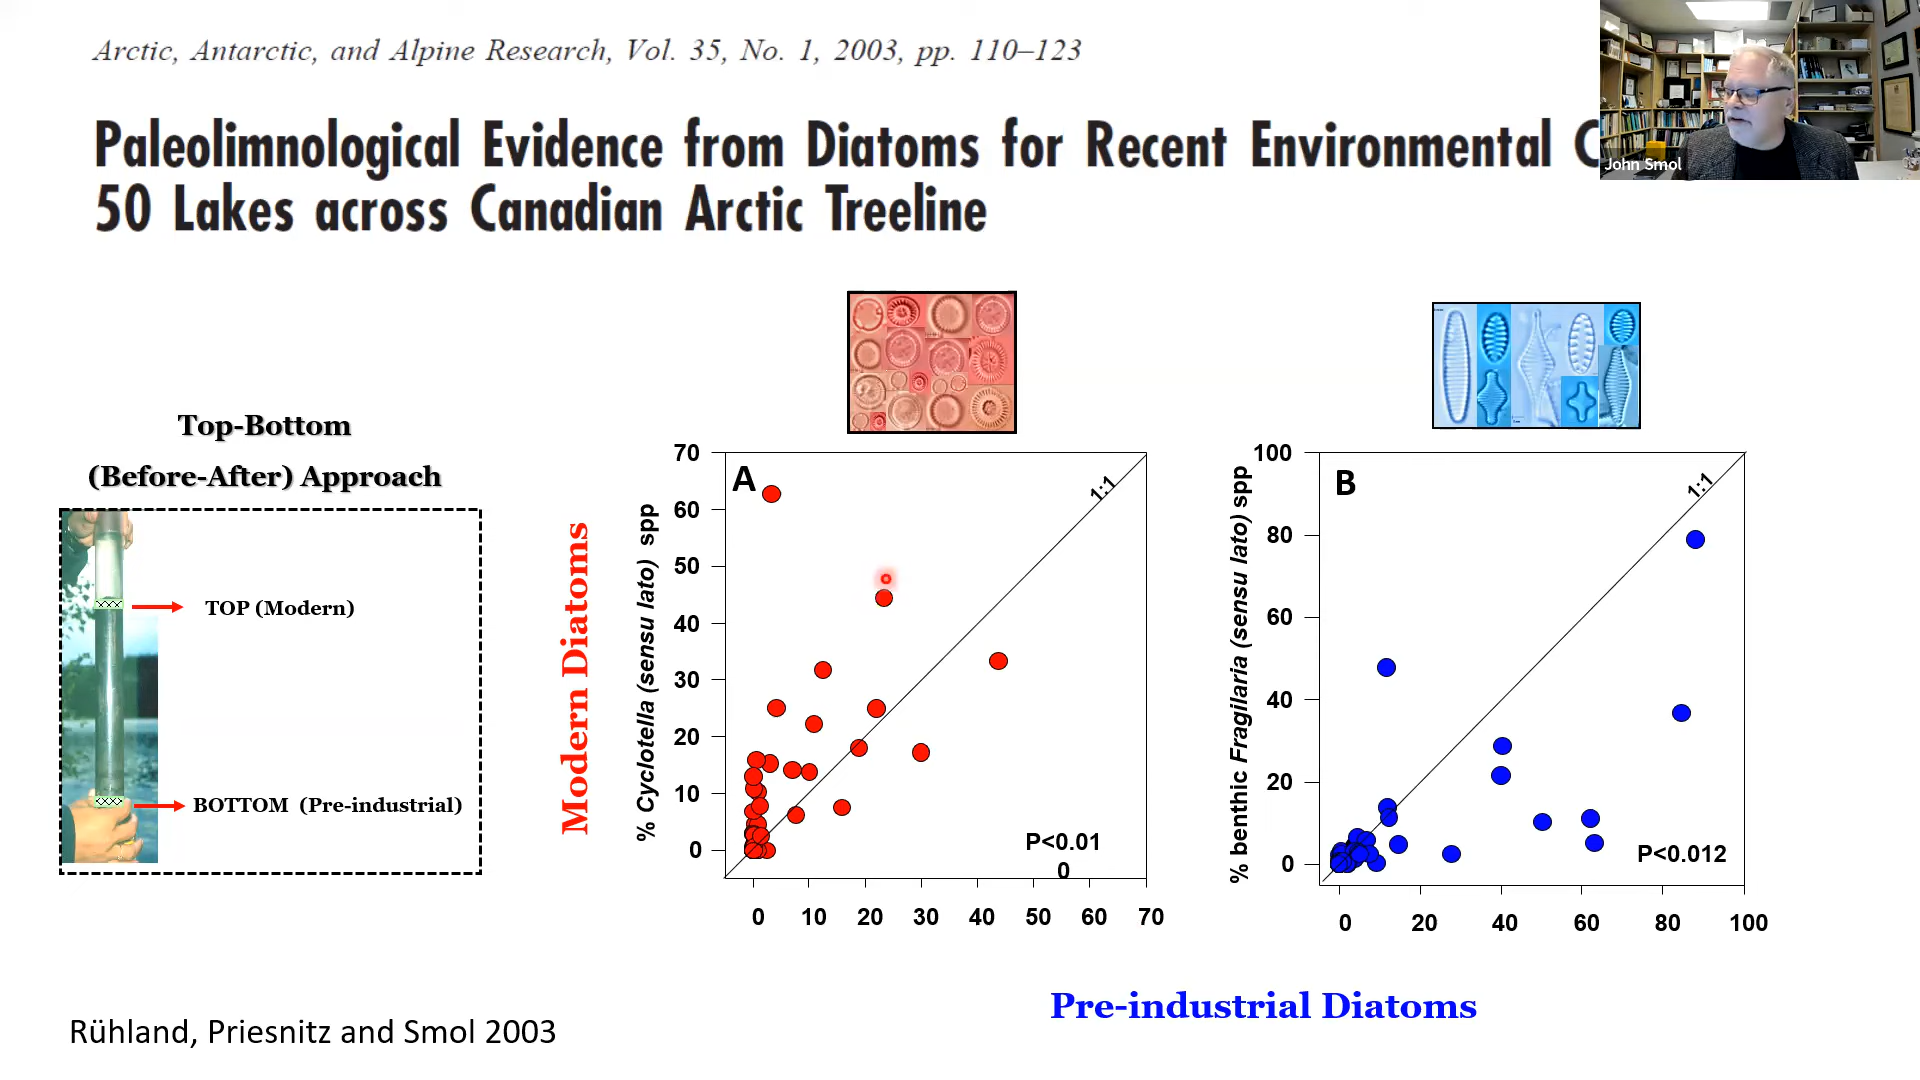 Arctic, Antarctic, and Alpine Research, Vol. 35, No. 1, 2003, pp. 110–123
Paleolimnological Evidence from Diatoms for Recent Environmental C
50 Lakes across Canadian Arctic Treeline
John Smol
Top-Bottom
(Before-After) Approach
TOP (Modern)
BOTTOM (Pre-industrial)
Modern Diatoms
% Cyclotella (sensu lato) spp
70
60
50
40
30
20
10
0
A
1:1
P<0.01
0
0 10 20 30 40 50 60 70
% benthic Fragilaria (sensu lato) spp
100
80
60
40
20
0
B
1:1
P<0.012
0 20 40 60 80 100
Pre-industrial Diatoms
Rühland, Priesnitz and Smol 2003